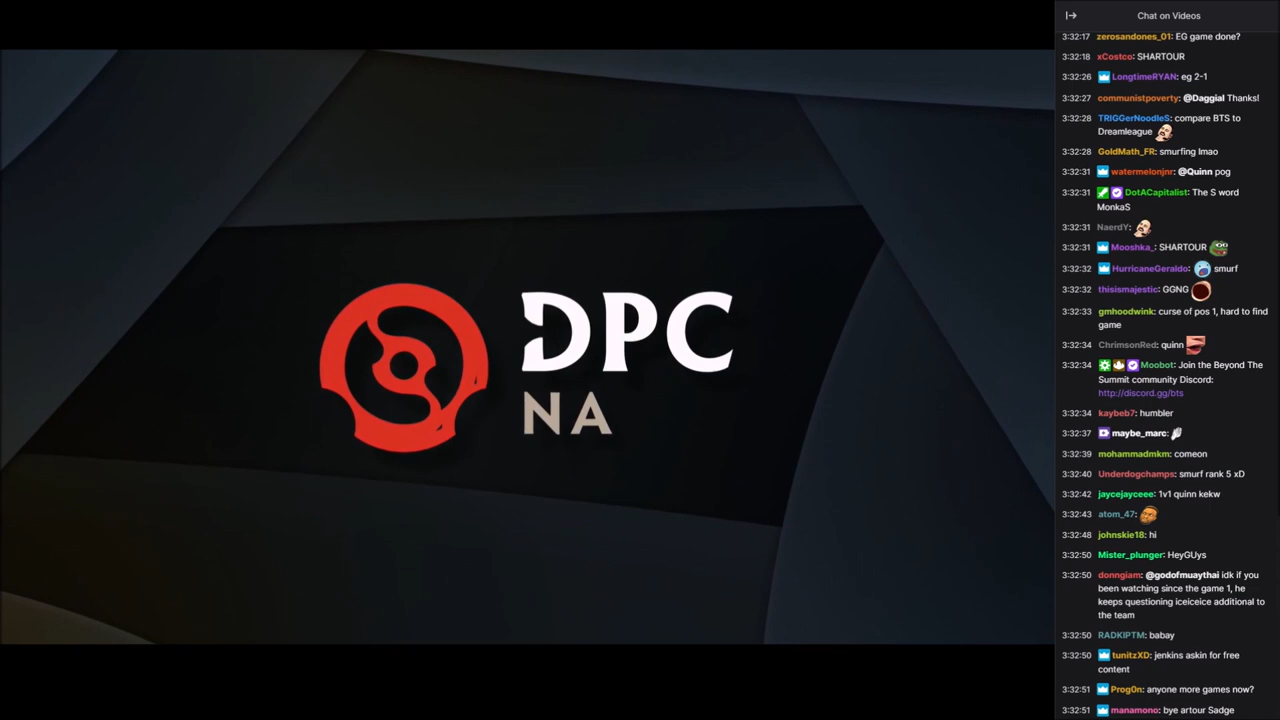 DPC
NA
Chat on Videos
3:32:17 zerosandones_01: EG game done?
3:32:18 xCostco: SHARTOUR
3:32:26 LongtimeRYAN: eg 2-1
3:32:27 communistpoverty: @Daggial Thanks!
3:32:28 TRIGGerNoodleS: compare BTS to
Dreamleague
3:32:28 GoldMath_FR: smurfing lmao
3:32:31 watermelonjnr: @Quinn pog
3:32:31 DotACapitalist: The S word
MonkaS
3:32:31 NaerdY:
3:32:31 Mooshka_: SHARTOUR
3:32:32 HurricaneGeraldo: smurf
3:32:32 thisismajestic: GGNG
3:32:33 gmhoodwink: curse of pos 1, hard to find
game
3:32:34 ChrimsonRed: quinn
3:32:34 Moobot: Join the Beyond The
Summit community Discord:
http://discord.gg/bts
3:32:34 kaybeb7: humbler
3:32:37 maybe_marc:
3:32:39 mohammadmkm: comeon
3:32:40 Underdogchamps: smurf rank 5 xD
3:32:42 jaycejayceee: 1v1 quinn kekw
3:32:43 atom_47:
3:32:48 johnskie18: hi
3:32:50 Mister_plunger: HeyGUys
3:32:50 donngiam: @godofmuaythai idk if you
been watching since the game 1, he
keeps questioning iceiceice additional to
the team
3:32:50 RADKIPTM: babay
3:32:50 tunitzXD: jenkins askin for free
content
3:32:51 Prog0n: anyone more games now?
3:32:51 manamono: bye artour Sadge